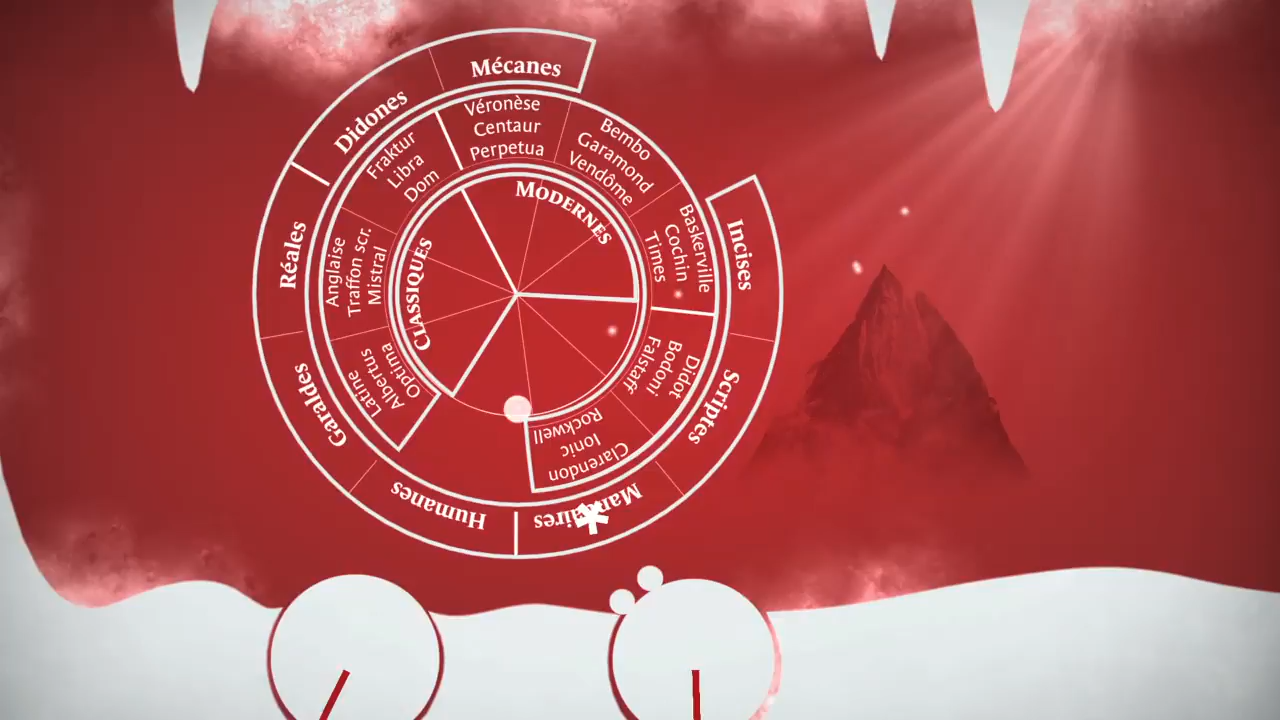 Mécanes
Didones
Réales
Garaldes
Humanes
Manuaires
Scriptes
Incises
Véronèse
Centaur
Perpetua
Bembo
Garamond
Vendôme
Baskerville
Cochin
Times
Didot
Bodoni
Falstaff
Clarendon
Ionic
Rockwell
Latine
Albertus
Optima
Anglaise
Traffon scr.
Mistral
Fraktur
Libra
Dom
MODERNES
CLASSIQUES